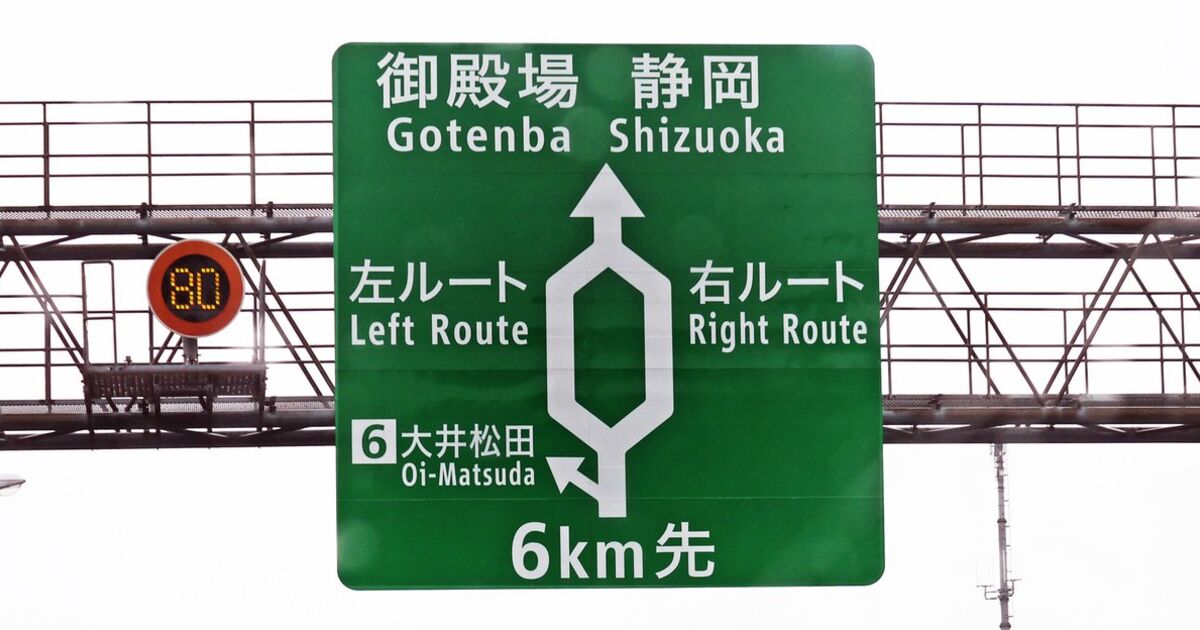 御殿場 静岡
Gotenba Shizuoka
80
左ルート 右ルート
Left Route Right Route
6 大井松田
Oi-Matsuda
6km先